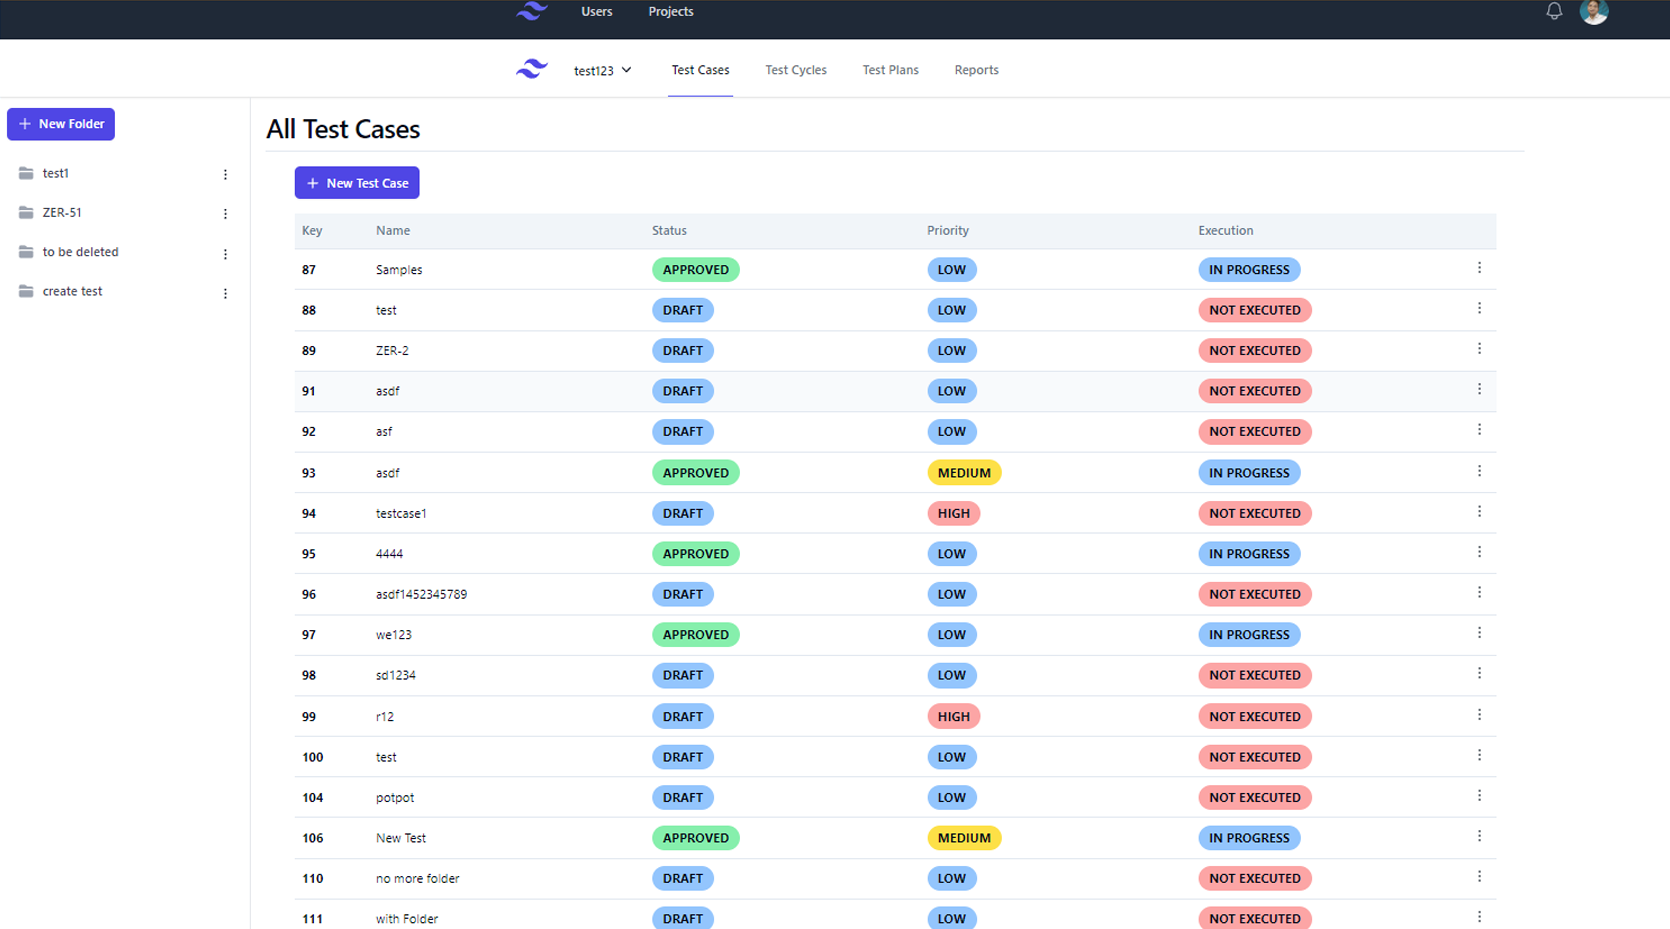 Users Projects
test123 Test Cases Test Cycles Test Plans Reports
New Folder
test1
ZER-51
to be deleted
create test
All Test Cases
New Test Case
Key Name Status Priority Execution
87 Samples APPROVED LOW IN PROGRESS
88 test DRAFT LOW NOT EXECUTED
89 ZER-2 DRAFT LOW NOT EXECUTED
91 asdf DRAFT LOW NOT EXECUTED
92 asf DRAFT LOW NOT EXECUTED
93 asdf APPROVED MEDIUM IN PROGRESS
94 testcase1 DRAFT HIGH NOT EXECUTED
95 4444 APPROVED LOW IN PROGRESS
96 asdf1452345789 DRAFT LOW NOT EXECUTED
97 we123 APPROVED LOW IN PROGRESS
98 sd1234 DRAFT LOW NOT EXECUTED
99 r12 DRAFT HIGH NOT EXECUTED
100 test DRAFT LOW NOT EXECUTED
104 potpot DRAFT LOW NOT EXECUTED
106 New Test APPROVED MEDIUM IN PROGRESS
110 no more folder DRAFT LOW NOT EXECUTED
111 with Folder DRAFT LOW NOT EXECUTED